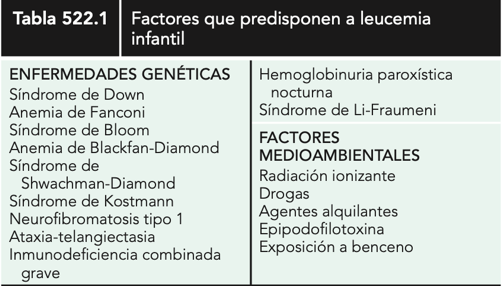 Tabla 522.1
Factores que predisponen a leucemia
infantil
ENFERMEDADES GENÉTICAS
Síndrome de Down
Anemia de Fanconi
Síndrome de Bloom
Anemia de Blackfan-Diamond
Síndrome de
Shwachman-Diamond
Síndrome de Kostmann
Neurofibromatosis tipo 1
Ataxia-telangiectasia
Inmunodeficiencia combinada
grave
Hemoglobinuria paroxística
nocturna
Síndrome de Li-Fraumeni
FACTORES
MEDIOAMBIENTALES
Radiación ionizante
Drogas
Agentes alquilantes
Epipodofilotoxina
Exposición a benceno